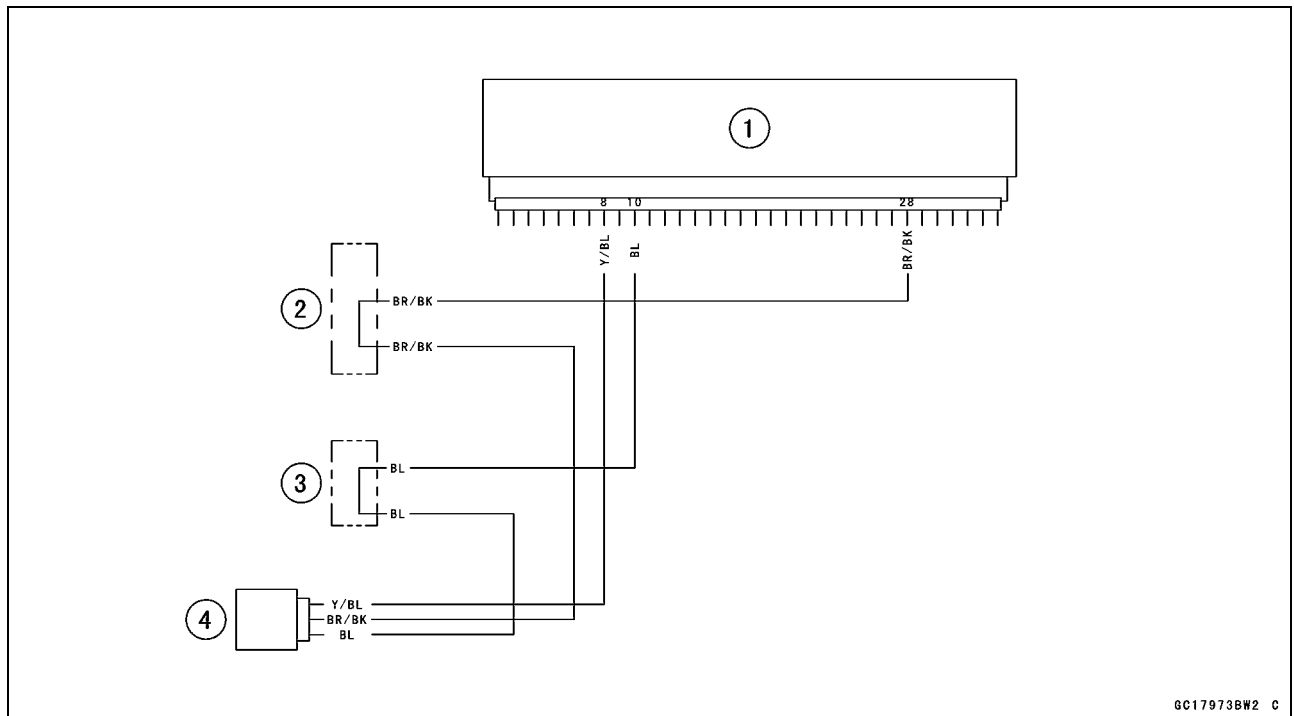 1
8 10 28
Y/BL BL BR/BK
2
BR/BK
BR/BK
3
BL
BL
4
Y/BL
BR/BK
BL
GC17973BW2 C